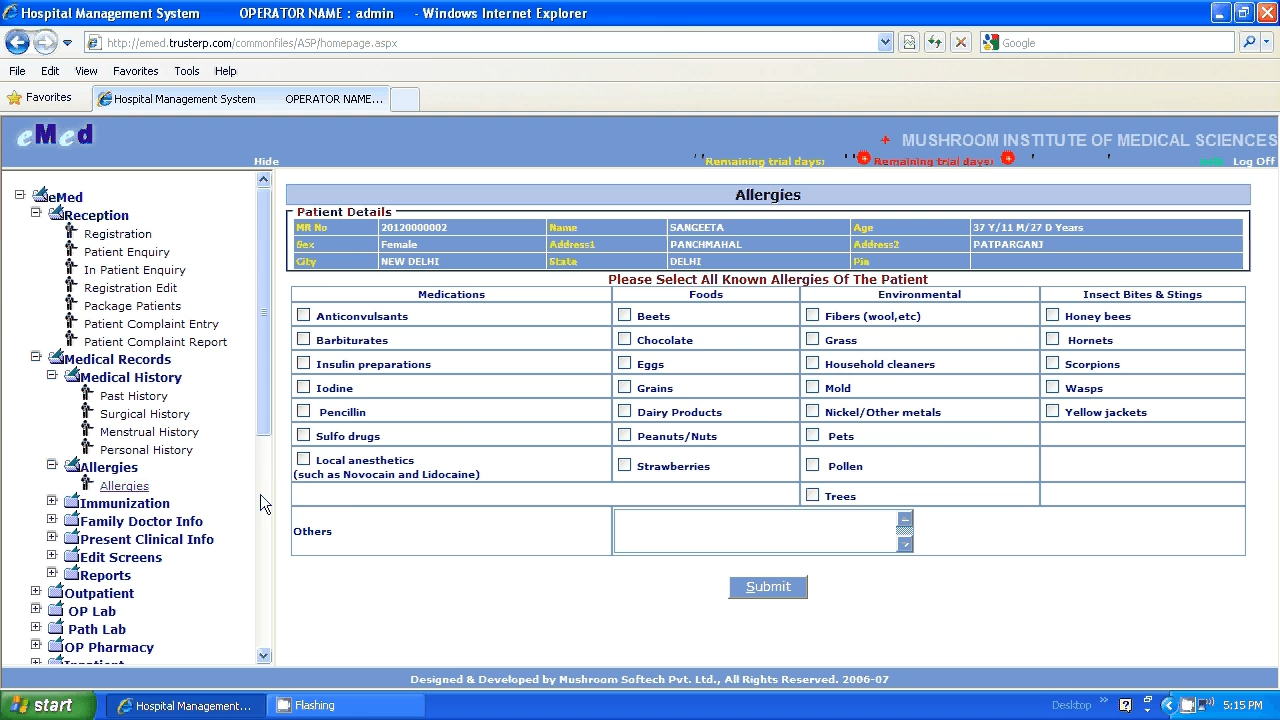 Hospital Management System OPERATOR NAME : admin - Windows Internet Explorer
http://emed.trusterp.com/commonfiles/ASP/homepage.aspx
Google
File Edit View Favorites Tools Help
Favorites
Hospital Management System OPERATOR NAME...
eMed
MUSHROOM INSTITUTE OF MEDICAL SCIENCES
Hide
Remaining trial days:
Remaining trial days:
Log Off
eMed
Reception
Registration
Patient Enquiry
In Patient Enquiry
Registration Edit
Package Patients
Patient Complaint Entry
Patient Complaint Report
Medical Records
Medical History
Past History
Surgical History
Menstrual History
Personal History
Allergies
Allergies
Immunization
Family Doctor Info
Present Clinical Info
Edit Screens
Reports
Outpatient
OP Lab
Path Lab
OP Pharmacy
Inpatient
Allergies
Patient Details
MR No 20120000002 Name SANGEETA Age 37 Y/11 M/27 D Years
Sex Female Address1 PANCHMAHAL Address2 PATPARGANJ
City NEW DELHI State DELHI Pin
Please Select All Known Allergies Of The Patient
Medications Foods Environmental Insect Bites & Stings
Anticonvulsants Beets Fibers (wool,etc) Honey bees
Barbiturates Chocolate Grass Hornets
Insulin preparations Eggs Household cleaners Scorpions
Iodine Grains Mold Wasps
Pencillin Dairy Products Nickel/Other metals Yellow jackets
Sulfo drugs Peanuts/Nuts Pets
Local anesthetics
(such as Novocain and Lidocaine) Strawberries Pollen
Trees
Others
Submit
Designed & Developed by Mushroom Softech Pvt. Ltd., All Rights Reserved. 2006-07
start Hospital Management... Flashing Desktop 5:15 PM